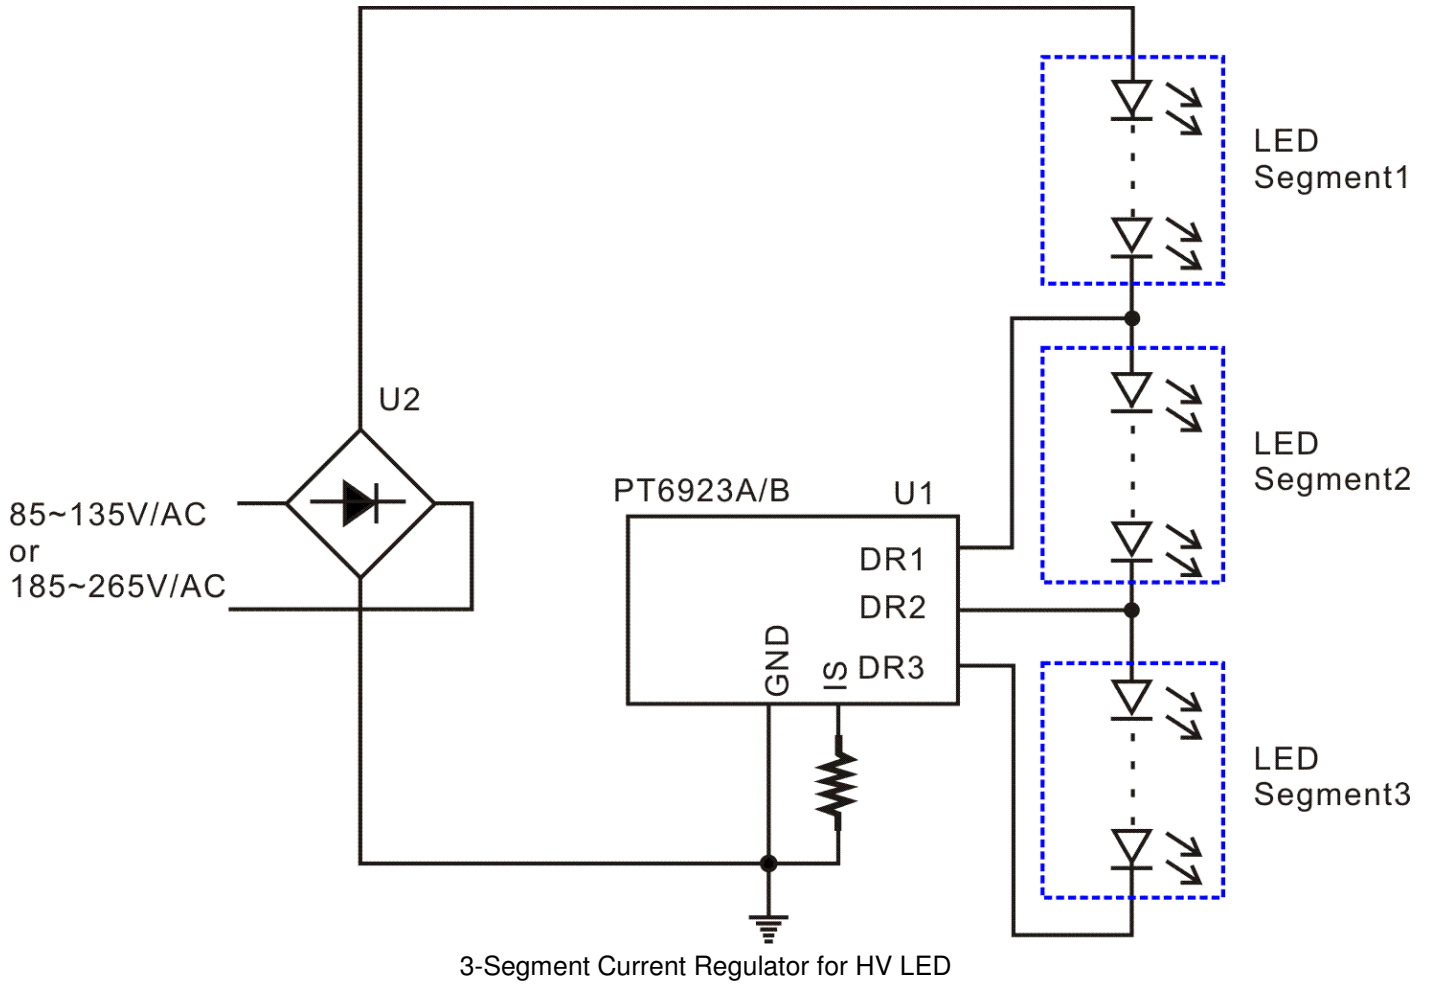 LED
Segment1
U2
LED
Segment2
PT6923A/B
U1
85~135V/AC
or
185~265V/AC
DR1
DR2
DR3
GND
IS
LED
Segment3
3-Segment Current Regulator for HV LED